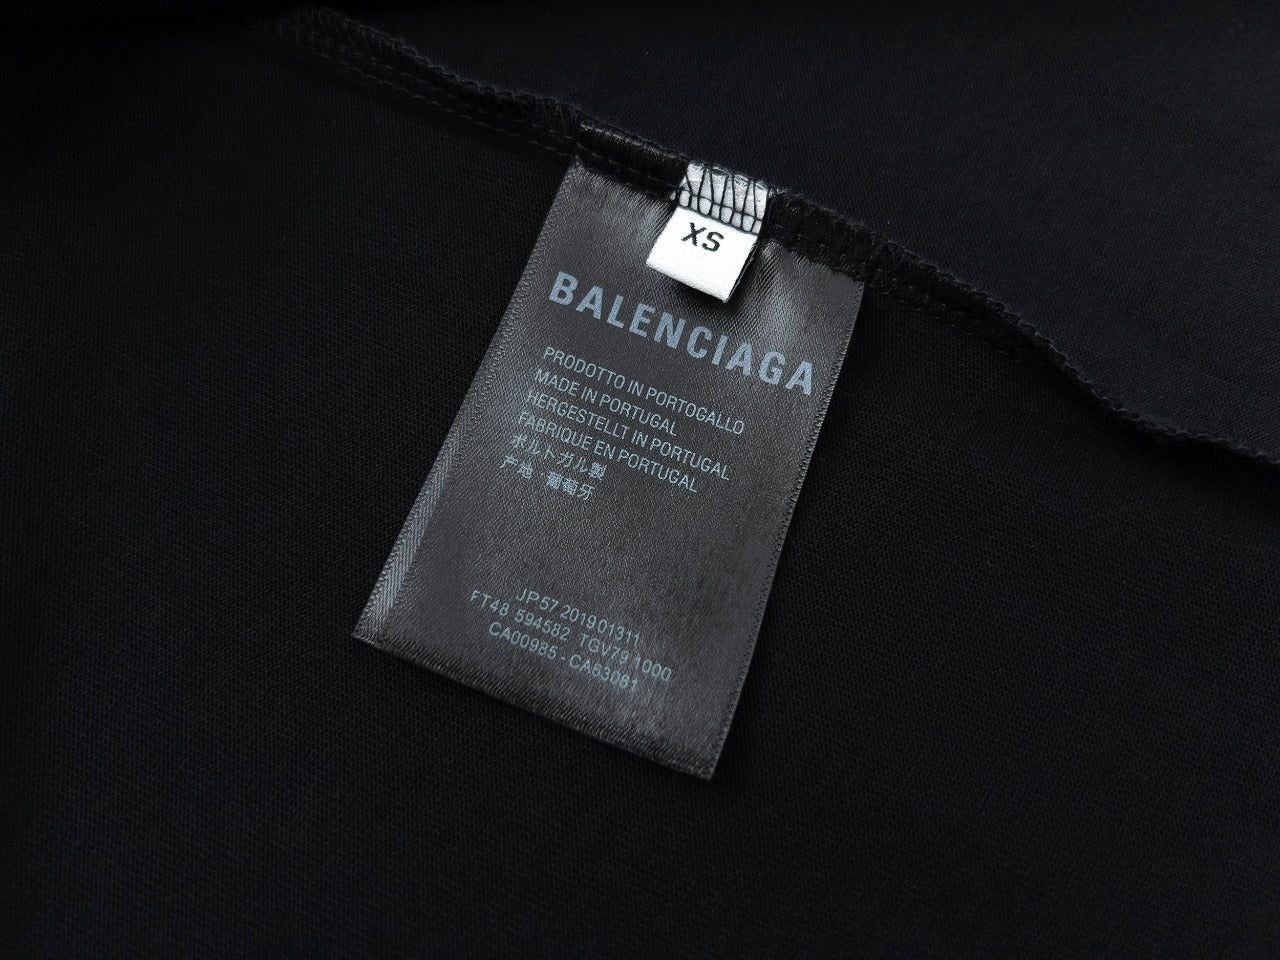 XS
BALENCIAGA
PRODOTTO IN PORTOGALLO
MADE IN PORTUGAL
HERGESTELLT IN PORTUGAL
FABRIQUE EN PORTUGAL
ポルトガル製
产地 葡萄牙
JP57 201901311
FT48 594582 TGV79 1000
CA00985 - CA63081